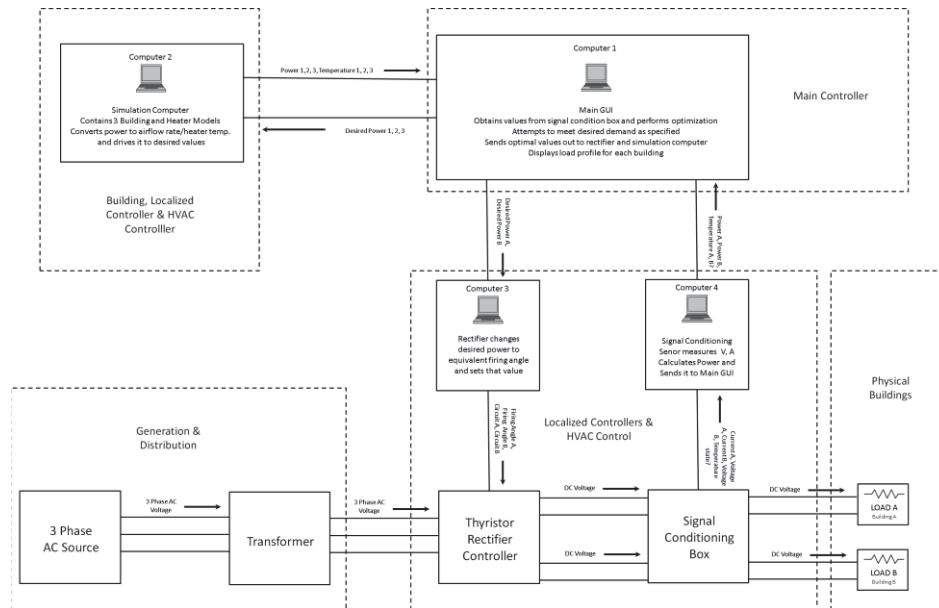 Computer 2
Simulation Computer
Contains 3 Building and Heater Models
Converts power to airflow rate/heater temp.
and drives it to desired values
Building, Localized
Controller & HVAC
Controlller
Power 1, 2, 3, Temperature 1, 2, 3
Desired Power 1, 2, 3
Computer 1
Main GUI
Obtains values from signal condition box and performs optimization
Attempts to meet desired demand as specified
Sends optimal values out to rectifier and simulation computer
Displays load profile for each building
Main Controller
Desired Power A,
Desired Power B
Power A, Power B,
Temperature A, B?
Computer 3
Rectifier changes
desired power to
equivalent firing angle
and sets that value
Computer 4
Signal Conditioning
Senor measures V, A
Calculates Power and
Sends it to Main GUI
Physical
Buildings
Generation &
Distribution
Firing Angle A,
Firing Angle B,
Circuit A, Circuit B
Localized Controllers &
HVAC Control
Current A, Voltage
A, Current B, Voltage
B, Temperature
state?
3 Phase
AC Source
3 Phase AC
Voltage
Transformer
3 Phase AC
Voltage
Thyristor
Rectifier
Controller
DC Voltage
DC Voltage
Signal
Conditioning
Box
DC Voltage
DC Voltage
LOAD A
Building A
LOAD B
Building B